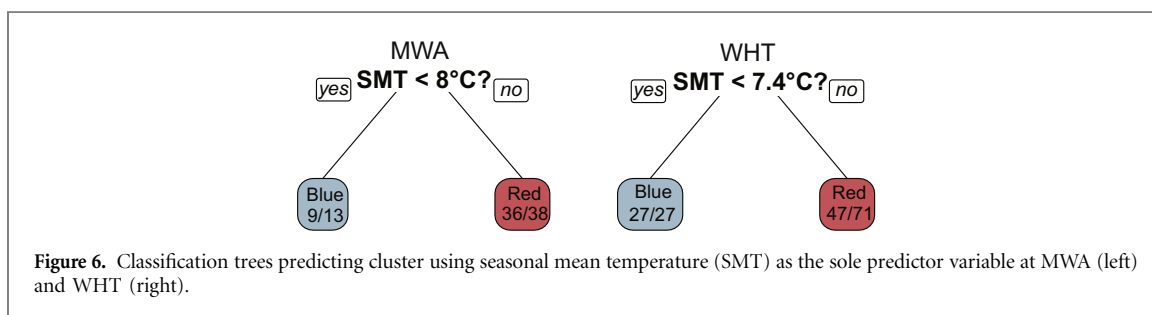 MWA
yes SMT < 8°C? no
Blue
9/13
Red
36/38
WHT
yes SMT < 7.4°C? no
Blue
27/27
Red
47/71
Figure 6. Classification trees predicting cluster using seasonal mean temperature (SMT) as the sole predictor variable at MWA (left)
and WHT (right).